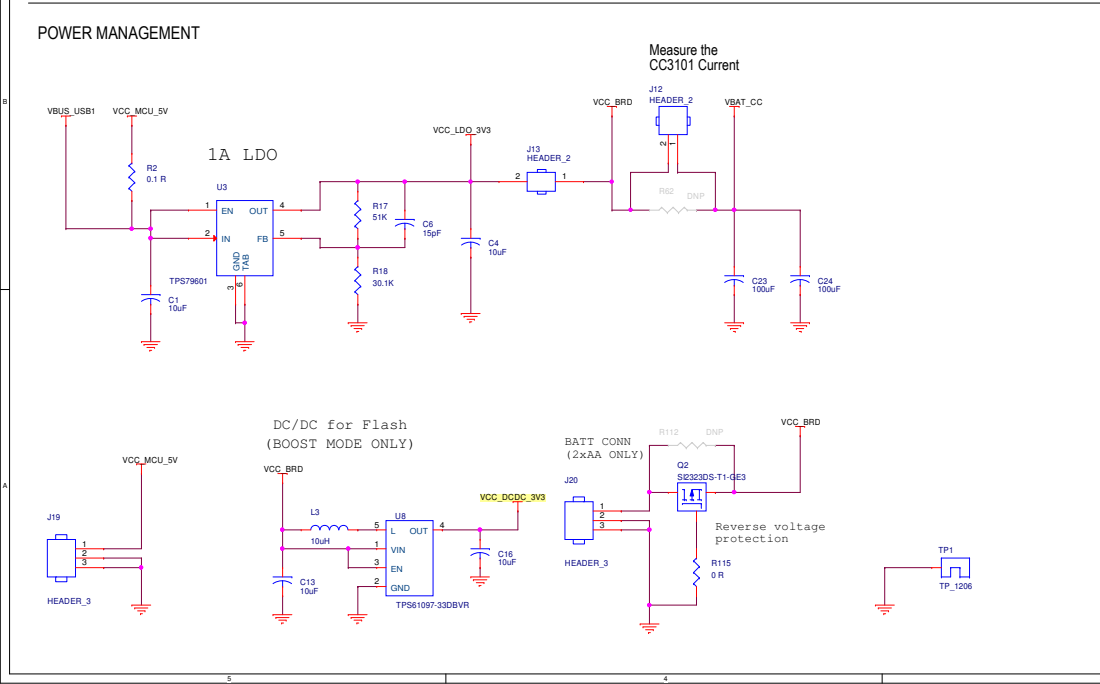 POWER MANAGEMENT
Measure the
CC3101 Current
J12
HEADER_2
B
VBUS_USB1
VCC_MCU_5V
VCC_BRD
VBAT_CC
VCC_LDO_3V3
2
1
1A LDO
J13
HEADER_2
R2
0.1 R
2
1
U3
R62
DNP
R17
51K
1
EN
OUT
4
C6
15pF
2
IN
FB
5
C4
10uF
GND
TAB
R18
30.1K
3
6
TPS79601
C1
10uF
C23
100uF
C24
100uF
DC/DC for Flash
(BOOST MODE ONLY)
BATT CONN
(2xAA ONLY)
R112
DNP
VCC_BRD
VCC_MCU_5V
VCC_BRD
Q2
SI2323DS-T1-GE3
J20
A
VCC_DCDC_3V3
J19
L3
10uH
U8
1
2
3
5
L
OUT
4
1
VIN
3
EN
2
GND
Reverse voltage
protection
1
2
3
C16
10uF
C13
10uF
HEADER_3
R115
0 R
TP1
TP_1206
HEADER_3
TPS61097-33DBVR
5
4